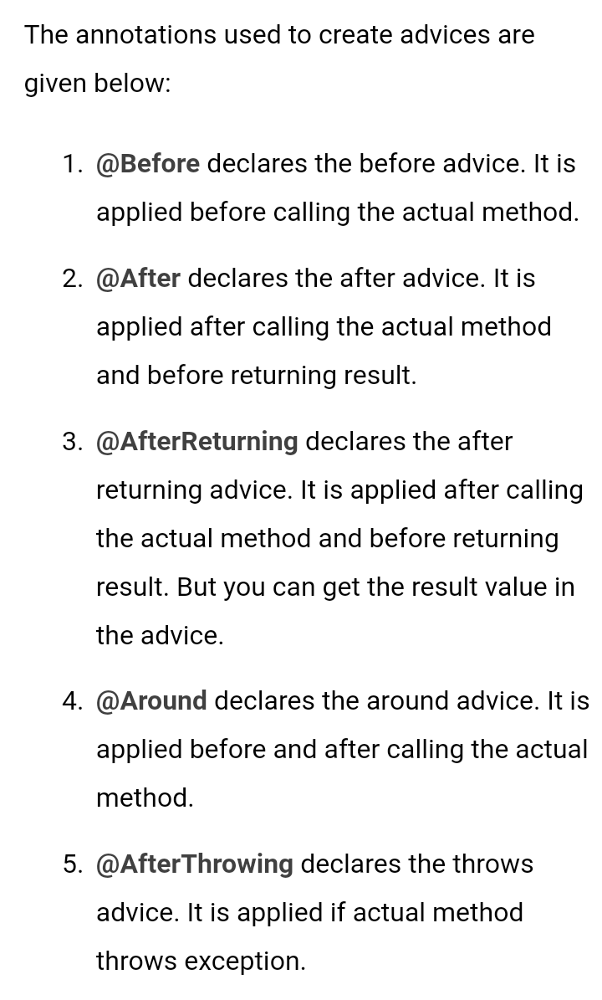 The annotations used to create advices are
given below:
1. @Before declares the before advice. It is
applied before calling the actual method.
2. @After declares the after advice. It is
applied after calling the actual method
and before returning result.
3. @AfterReturning declares the after
returning advice. It is applied after calling
the actual method and before returning
result. But you can get the result value in
the advice.
4. @Around declares the around advice. It is
applied before and after calling the actual
method.
5. @AfterThrowing declares the throws
advice. It is applied if actual method
throws exception.